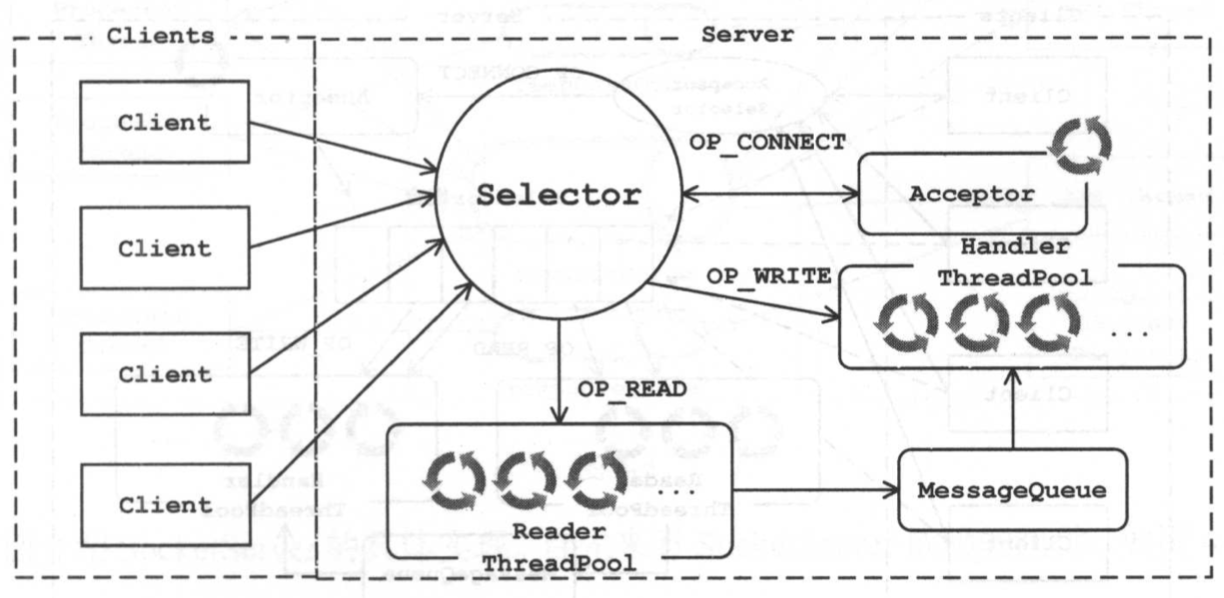 Clients
Server
Client
Client
Client
Client
Selector
OP_CONNECT
Acceptor
Handler
ThreadPool
OP_WRITE
...
OP_READ
...
Reader
ThreadPool
MessageQueue